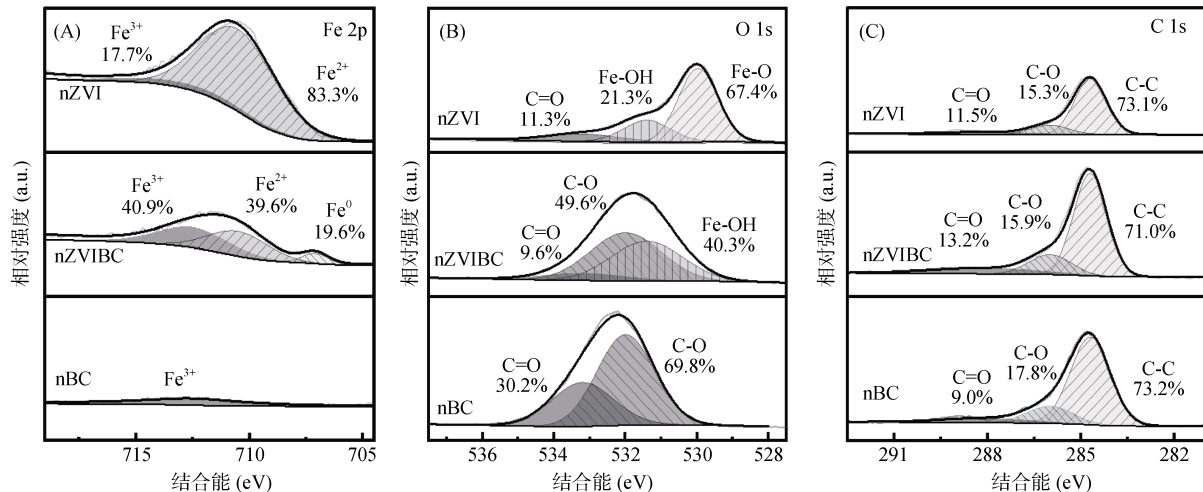 (A)
Fe 2p
Fe³⁺
17.7%
Fe²⁺
83.3%
nZVI
Fe³⁺
40.9%
Fe²⁺
39.6%
Fe⁰
19.6%
nZVIBC
nBC
Fe³⁺
相对强度 (a.u.)
715
710
705
结合能 (eV)
(B)
O 1s
C=O
11.3%
Fe-OH
21.3%
Fe-O
67.4%
nZVI
C-O
49.6%
C=O
9.6%
Fe-OH
40.3%
nZVIBC
C=O
30.2%
C-O
69.8%
nBC
相对强度 (a.u.)
536
534
532
530
528
结合能 (eV)
(C)
C 1s
C=O
11.5%
C-O
15.3%
C-C
73.1%
nZVI
C=O
13.2%
C-O
15.9%
C-C
71.0%
nZVIBC
C=O
9.0%
C-O
17.8%
C-C
73.2%
nBC
相对强度 (a.u.)
291
288
285
282
结合能 (eV)